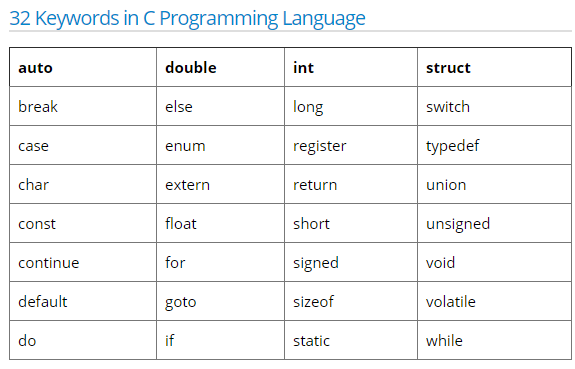 32 Keywords in C Programming Language
auto double int struct
break else long switch
case enum register typedef
char extern return union
const float short unsigned
continue for signed void
default goto sizeof volatile
do if static while